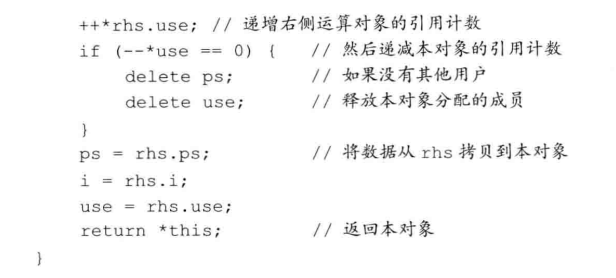 ++*rhs.use; // 递增右侧运算对象的引用计数
if (--*use == 0) { // 然后递减本对象的引用计数
delete ps; // 如果没有其他用户
delete use; // 释放本对象分配的成员
}
ps = rhs.ps; // 将数据从 rhs 拷贝到本对象
i = rhs.i;
use = rhs.use;
return *this; // 返回本对象
}